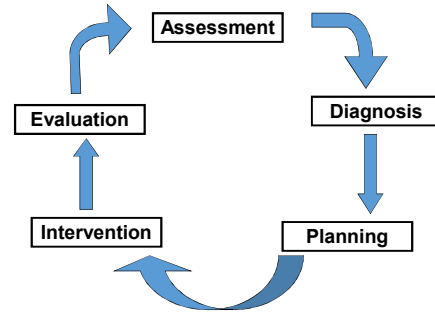 Assessment
Diagnosis
Planning
Intervention
Evaluation